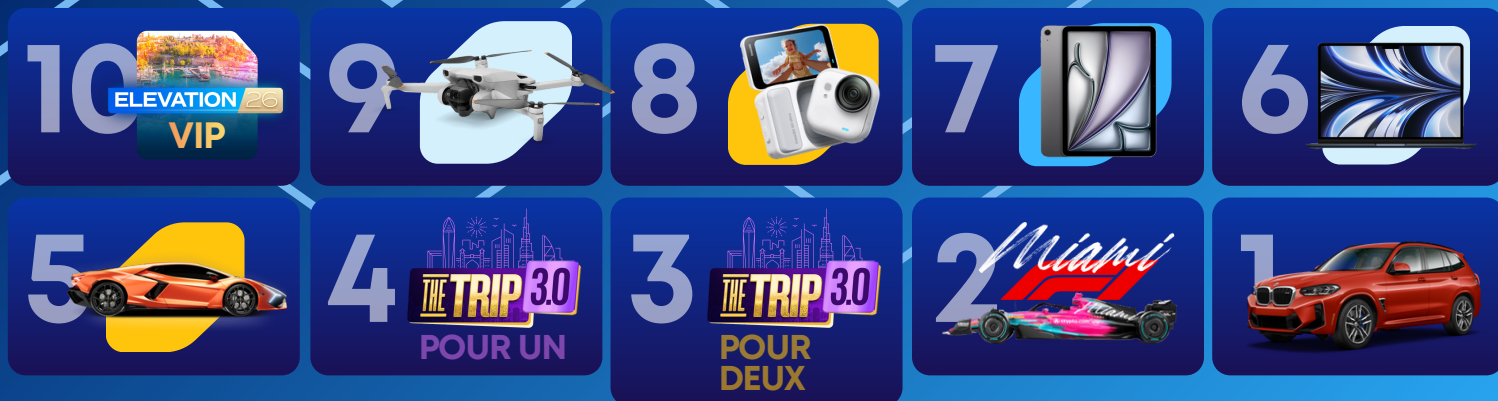 10
ELEVATION 26
VIP
9
8
7
6
5
4
THE TRIP 3.0
POUR UN
3
THE TRIP 3.0
POUR
DEUX
2
Miami
F1
1